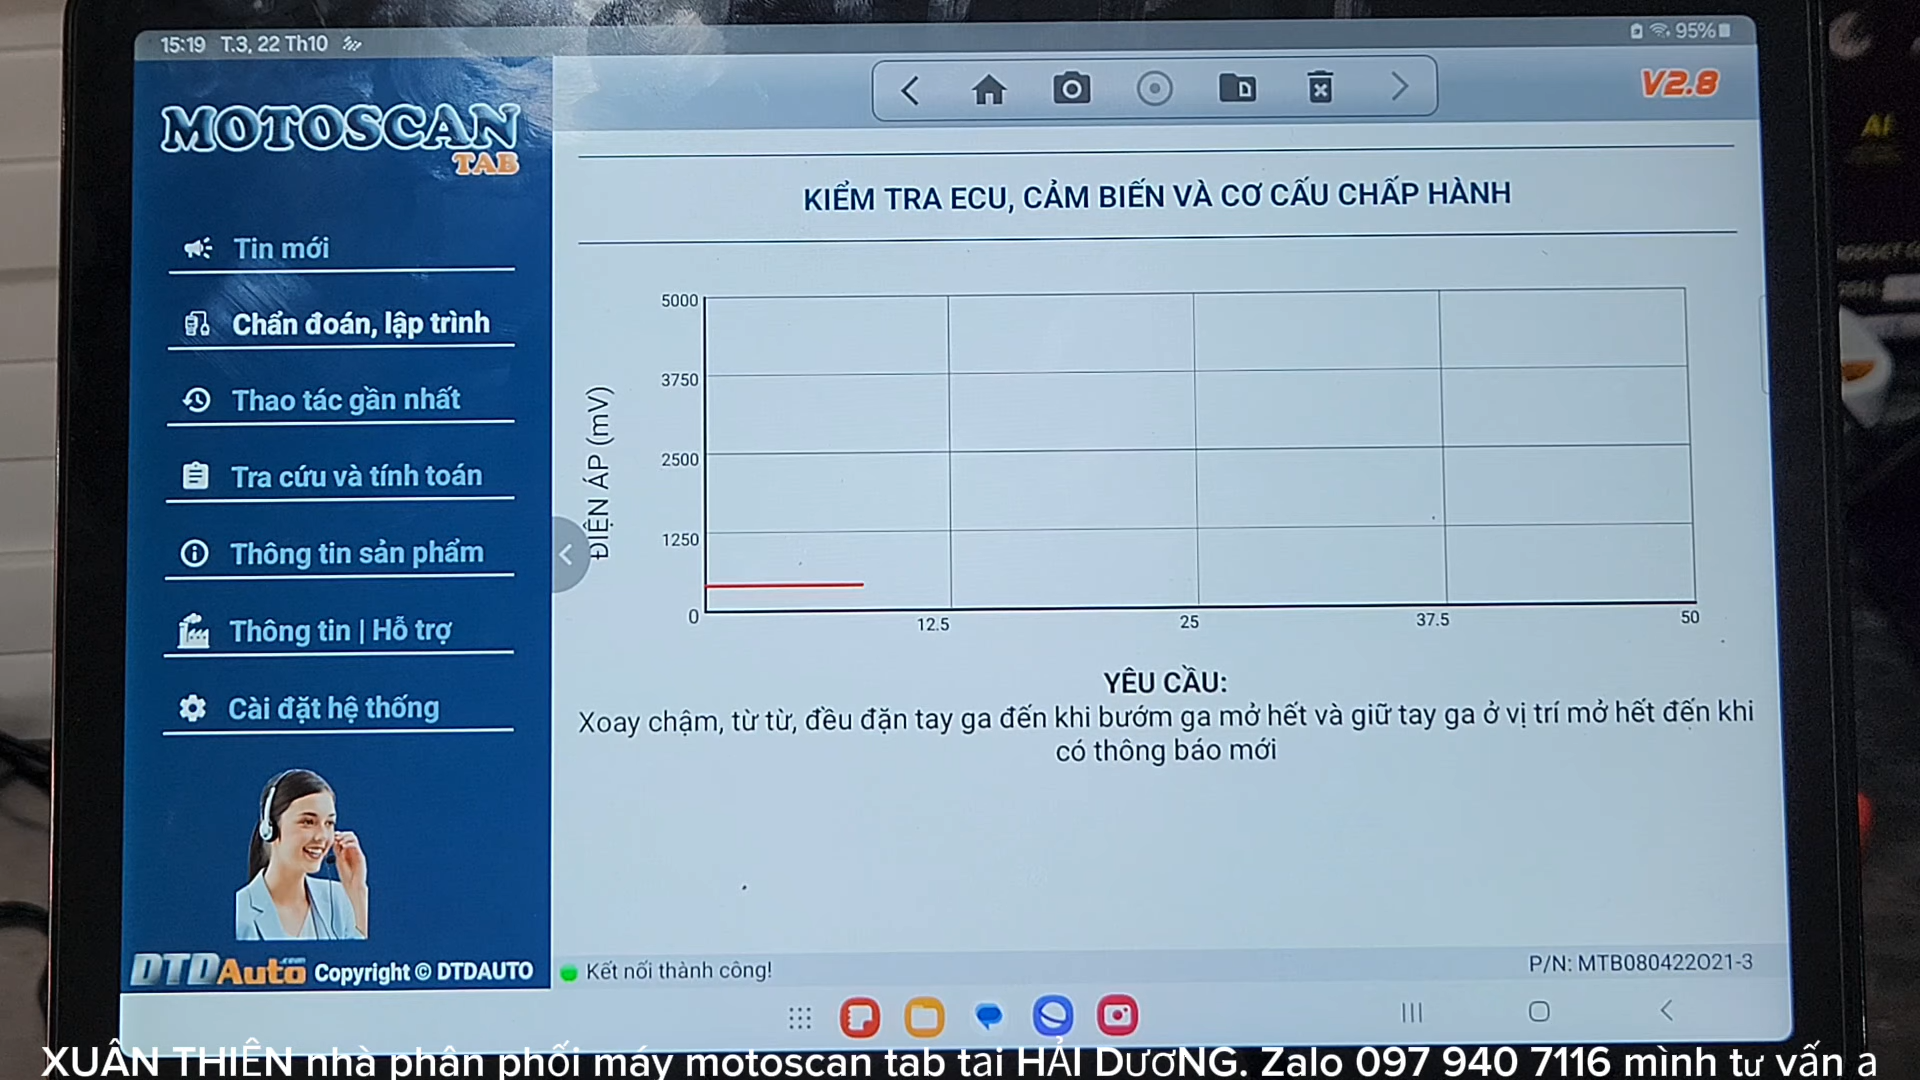 15:19 T.3, 22 Th10
95%
MOTOSCAN
TAB
V2.8
Tin mới
Chẩn đoán, lập trình
Thao tác gần nhất
Tra cứu và tính toán
Thông tin sản phẩm
Thông tin | Hỗ trợ
Cài đặt hệ thống
DTDAuto.com Copyright © DTDAUTO
KIỂM TRA ECU, CẢM BIẾN VÀ CƠ CẤU CHẤP HÀNH
ĐIỆN ÁP (mV)
5000
3750
2500
1250
0
12.5 25 37.5 50
YÊU CẦU:
Xoay chậm, từ từ, đều đặn tay ga đến khi bướm ga mở hết và giữ tay ga ở vị trí mở hết đến khi
có thông báo mới
Kết nối thành công!
P/N: MTB080422O21-3
XUÂN THIÊN nhà phân phối máy motoscan tab tại HẢI DươNG. Zalo 097 940 7116 mình tư vấn ạ